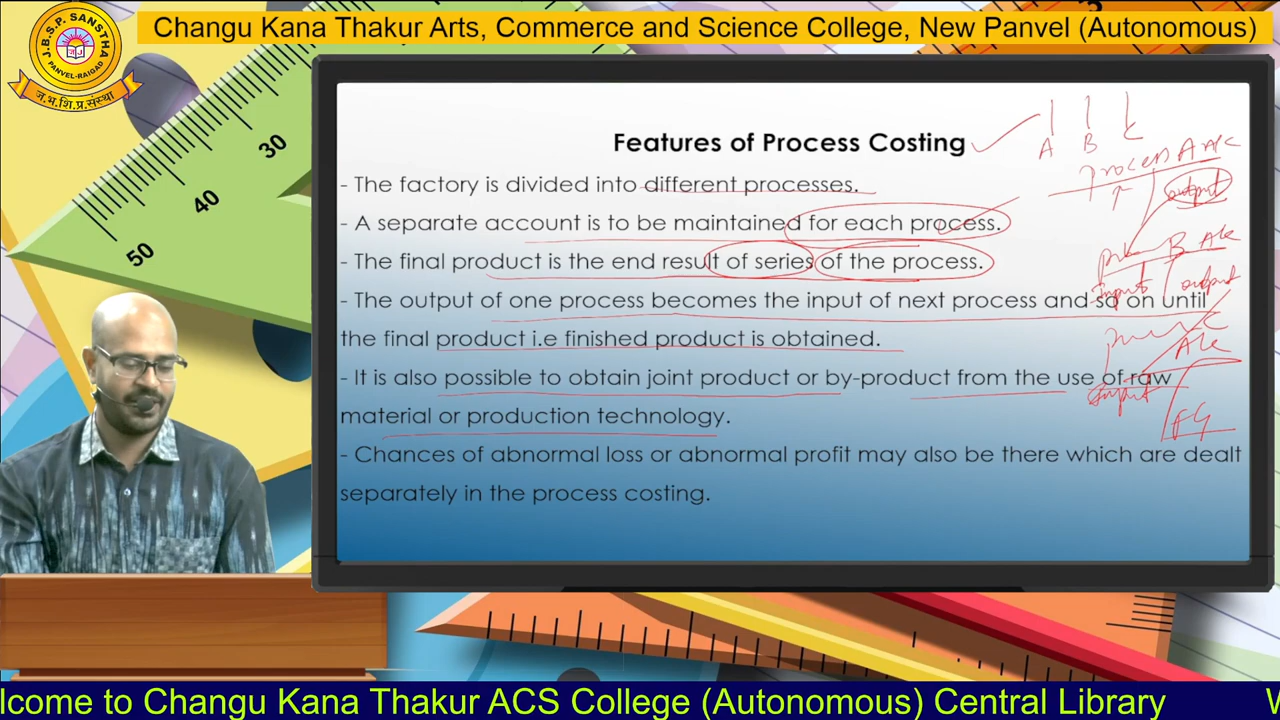 Changu Kana Thakur Arts, Commerce and Science College, New Panvel (Autonomous)
J.B.S.P. SANSTHA
PANVEL-RAIGAD
ज.भ.शि.प्र.संस्था
30
40
50
Features of Process Costing
- The factory is divided into different processes.
- A separate account is to be maintained for each process.
- The final product is the end result of series of the process.
- The output of one process becomes the input of next process and so on until
the final product i.e finished product is obtained.
- It is also possible to obtain joint product or by-product from the use of raw
material or production technology.
- Chances of abnormal loss or abnormal profit may also be there which are dealt
separately in the process costing.
A B C
Process A A/c
output
B A/c
input output
C
A/c
input
FG
lcome to Changu Kana Thakur ACS College (Autonomous) Central Library